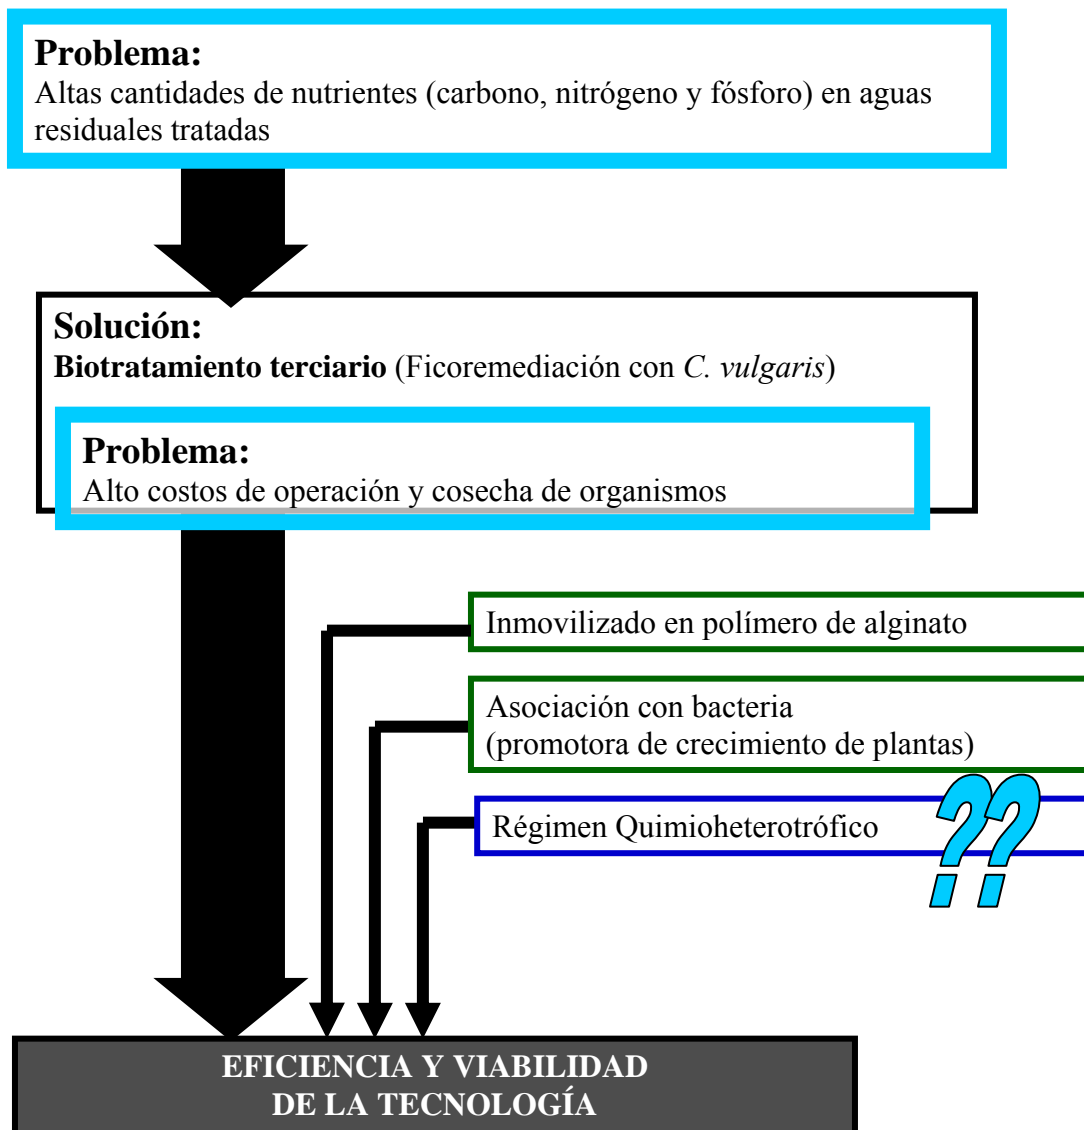 Problema:
Altas cantidades de nutrientes (carbono, nitrógeno y fósforo) en aguas
residuales tratadas
Solución:
Biotratamiento terciario (Ficoremediación con C. vulgaris)
Problema:
Alto costos de operación y cosecha de organismos
Inmovilizado en polímero de alginato
Asociación con bacteria
(promotora de crecimiento de plantas)
Régimen Quimioheterotrófico
??
EFICIENCIA Y VIABILIDAD
DE LA TECNOLOGÍA